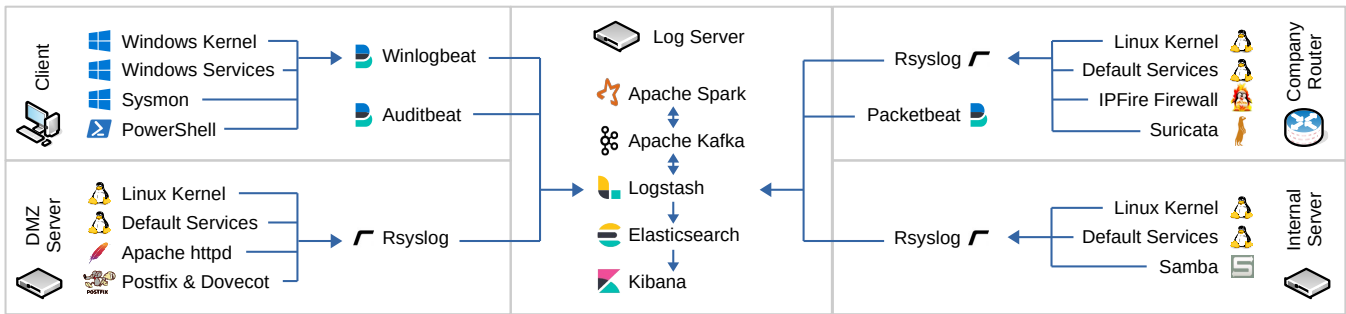 Client
Windows Kernel
Windows Services
Sysmon
PowerShell
Winlogbeat
Auditbeat
DMZ
Server
Linux Kernel
Default Services
Apache httpd
POSTFIX
Postfix & Dovecot
Rsyslog
Log Server
Apache Spark
Apache Kafka
Logstash
Elasticsearch
Kibana
Rsyslog
Packetbeat
Linux Kernel
Default Services
IPFire Firewall
Suricata
Company
Router
Rsyslog
Linux Kernel
Default Services
Samba
Internal
Server